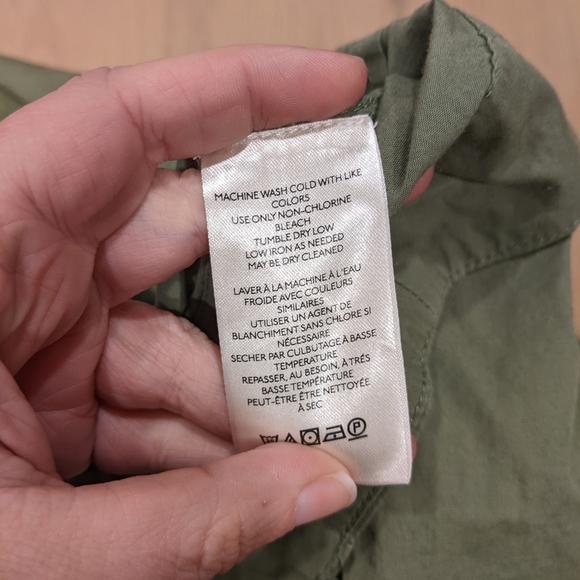 MACHINE WASH COLD WITH LIKE
COLORS
USE ONLY NON-CHLORINE
BLEACH
TUMBLE DRY LOW
LOW IRON AS NEEDED
MAY BE DRY CLEANED
LAVER À LA MACHINE À L'EAU
FROIDE AVEC COULEURS
SIMILAIRES
UTILISER UN AGENT DE
BLANCHIMENT SANS CHLORE SI
NÉCESSAIRE
SECHER PAR CULBUTAGE À BASSE
TEMPERATURE
REPASSER, AU BESOIN, À TRÉS
BASSE TEMPÉRATURE
PEUT-ÊTRE ÊTRE NETTOYÉE
À SEC
P